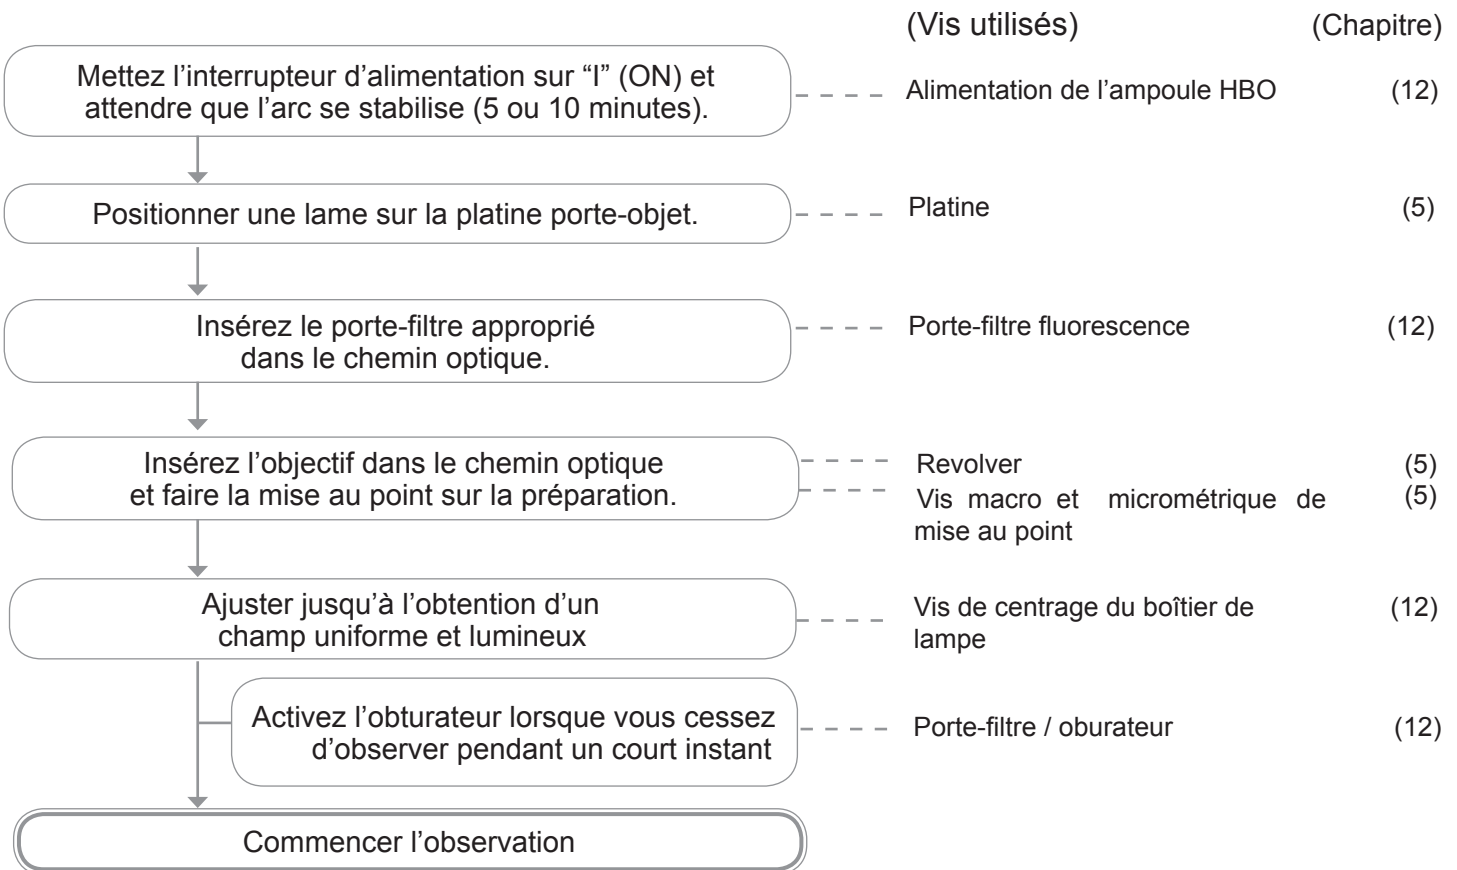 (Vis utilisés) (Chapitre)
Mettez l’interrupteur d’alimentation sur “I” (ON) et
attendre que l’arc se stabilise (5 ou 10 minutes).
Alimentation de l’ampoule HBO (12)
Positionner une lame sur la platine porte-objet.
Platine (5)
Insérez le porte-filtre approprié
dans le chemin optique.
Porte-filtre fluorescence (12)
Insérez l’objectif dans le chemin optique
et faire la mise au point sur la préparation.
Revolver (5)
Vis macro et micrométrique de (5)
mise au point
Ajuster jusqu’à l’obtention d’un
champ uniforme et lumineux
Vis de centrage du boîtier de (12)
lampe
Activez l’obturateur lorsque vous cessez
d’observer pendant un court instant
Porte-filtre / oburateur (12)
Commencer l’observation